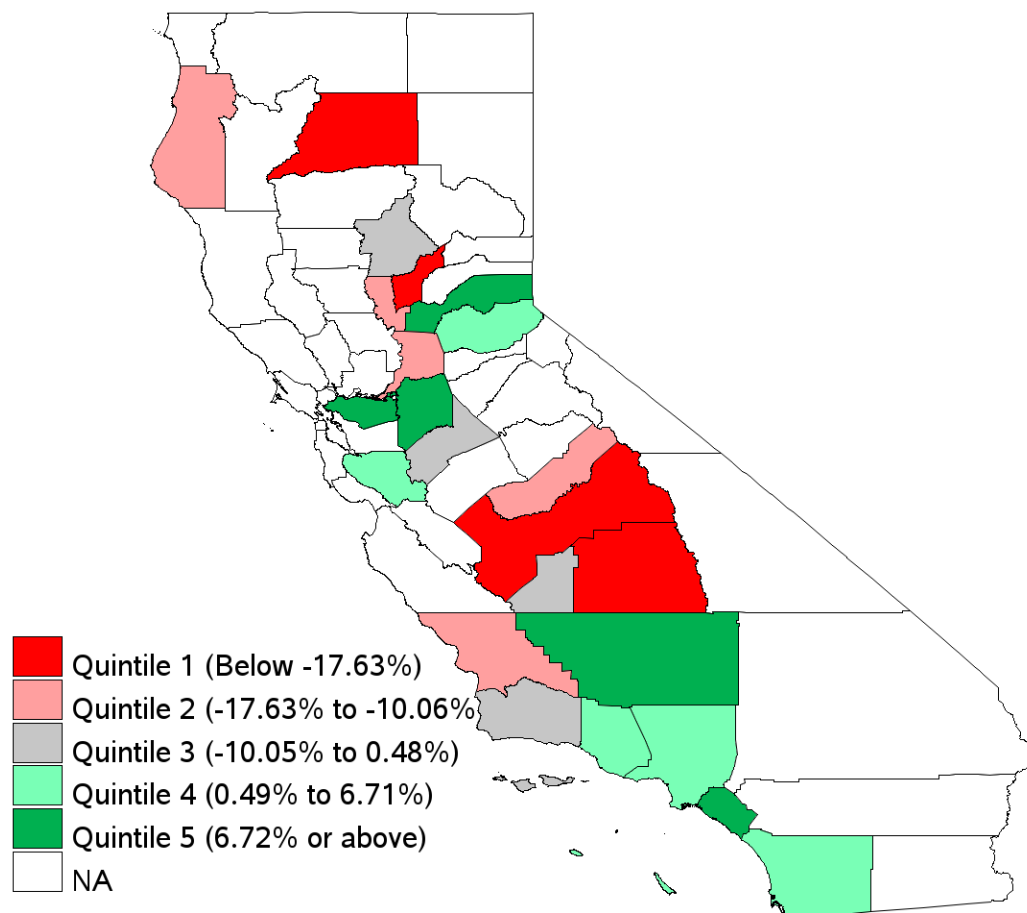 Quintile 1 (Below -17.63%)
Quintile 2 (-17.63% to -10.06%
Quintile 3 (-10.05% to 0.48%)
Quintile 4 (0.49% to 6.71%)
Quintile 5 (6.72% or above)
NA